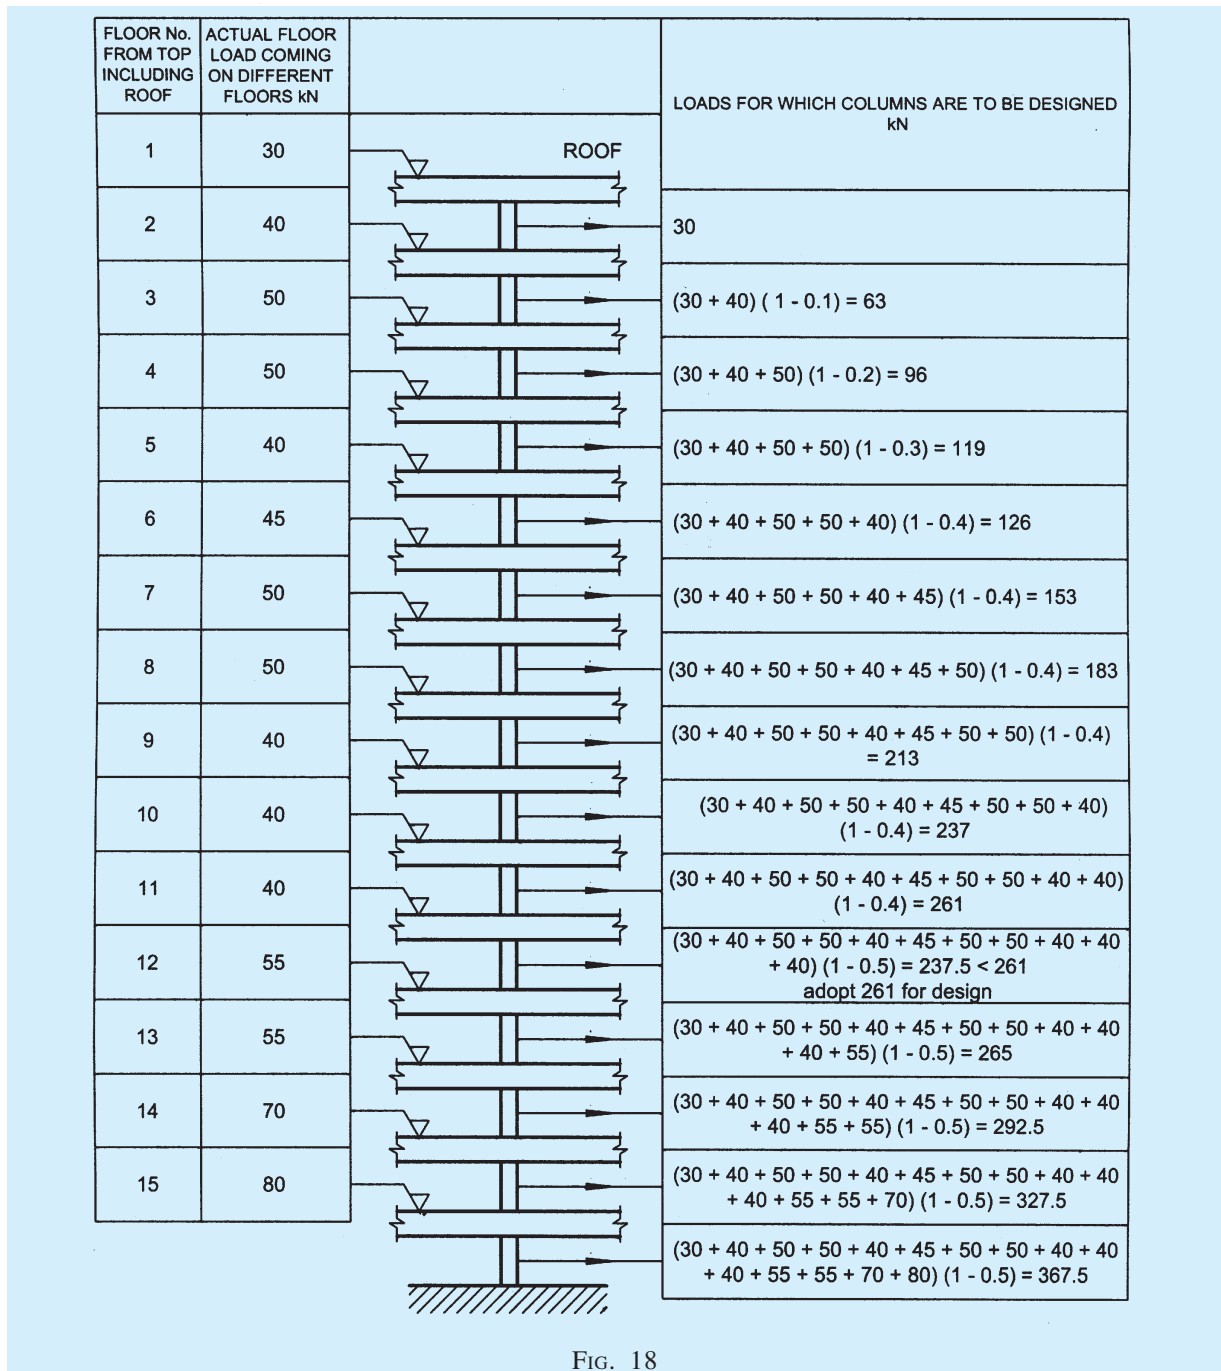 FLOOR No.
FROM TOP
INCLUDING
ROOF
ACTUAL FLOOR
LOAD COMING
ON DIFFERENT
FLOORS kN
LOADS FOR WHICH COLUMNS ARE TO BE DESIGNED
kN
1
30
ROOF
2
40
30
3
50
(30 + 40) ( 1 - 0.1) = 63
4
50
(30 + 40 + 50) (1 - 0.2) = 96
5
40
(30 + 40 + 50 + 50) (1 - 0.3) = 119
6
45
(30 + 40 + 50 + 50 + 40) (1 - 0.4) = 126
7
50
(30 + 40 + 50 + 50 + 40 + 45) (1 - 0.4) = 153
8
50
(30 + 40 + 50 + 50 + 40 + 45 + 50) (1 - 0.4) = 183
9
40
(30 + 40 + 50 + 50 + 40 + 45 + 50 + 50) (1 - 0.4)
= 213
10
40
(30 + 40 + 50 + 50 + 40 + 45 + 50 + 50 + 40)
(1 - 0.4) = 237
11
40
(30 + 40 + 50 + 50 + 40 + 45 + 50 + 50 + 40 + 40)
(1 - 0.4) = 261
12
55
(30 + 40 + 50 + 50 + 40 + 45 + 50 + 50 + 40 + 40
+ 40) (1 - 0.5) = 237.5 < 261
adopt 261 for design
13
55
(30 + 40 + 50 + 50 + 40 + 45 + 50 + 50 + 40 + 40
+ 40 + 55) (1 - 0.5) = 265
14
70
(30 + 40 + 50 + 50 + 40 + 45 + 50 + 50 + 40 + 40
+ 40 + 55 + 55) (1 - 0.5) = 292.5
15
80
(30 + 40 + 50 + 50 + 40 + 45 + 50 + 50 + 40 + 40
+ 40 + 55 + 55 + 70) (1 - 0.5) = 327.5
(30 + 40 + 50 + 50 + 40 + 45 + 50 + 50 + 40 + 40
+ 40 + 55 + 55 + 70 + 80) (1 - 0.5) = 367.5
FIG. 18